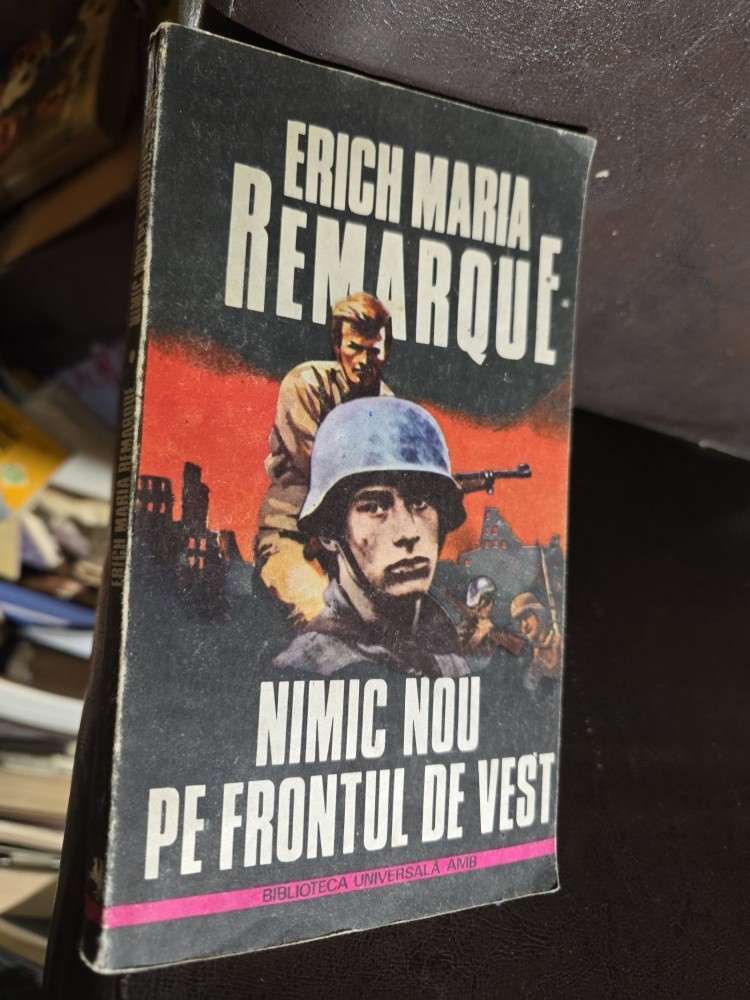 ERICH MARIA
REMARQUE
NIMIC NOU
PE FRONTUL DE VEST
BIBLIOTECA UNIVERSALĂ AMB
ERICH MARIA REMARQUE